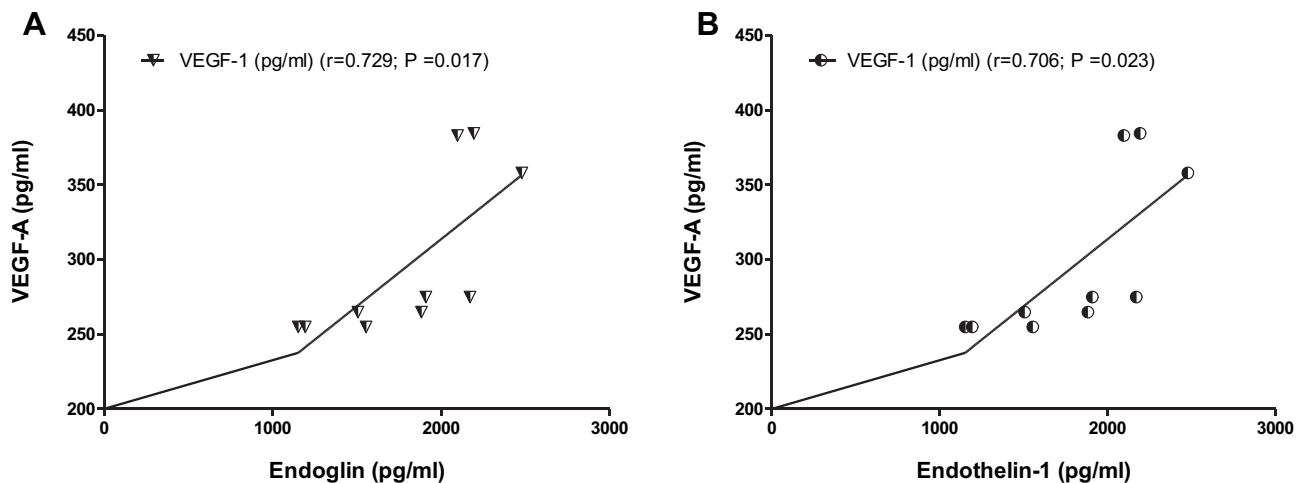 A
VEGF-1 (pg/ml) (r=0.729; P =0.017)
VEGF-A (pg/ml)
450
400
350
300
250
200
0
1000
2000
3000
Endoglin (pg/ml)
B
VEGF-1 (pg/ml) (r=0.706; P =0.023)
VEGF-A (pg/ml)
450
400
350
300
250
200
0
1000
2000
3000
Endothelin-1 (pg/ml)